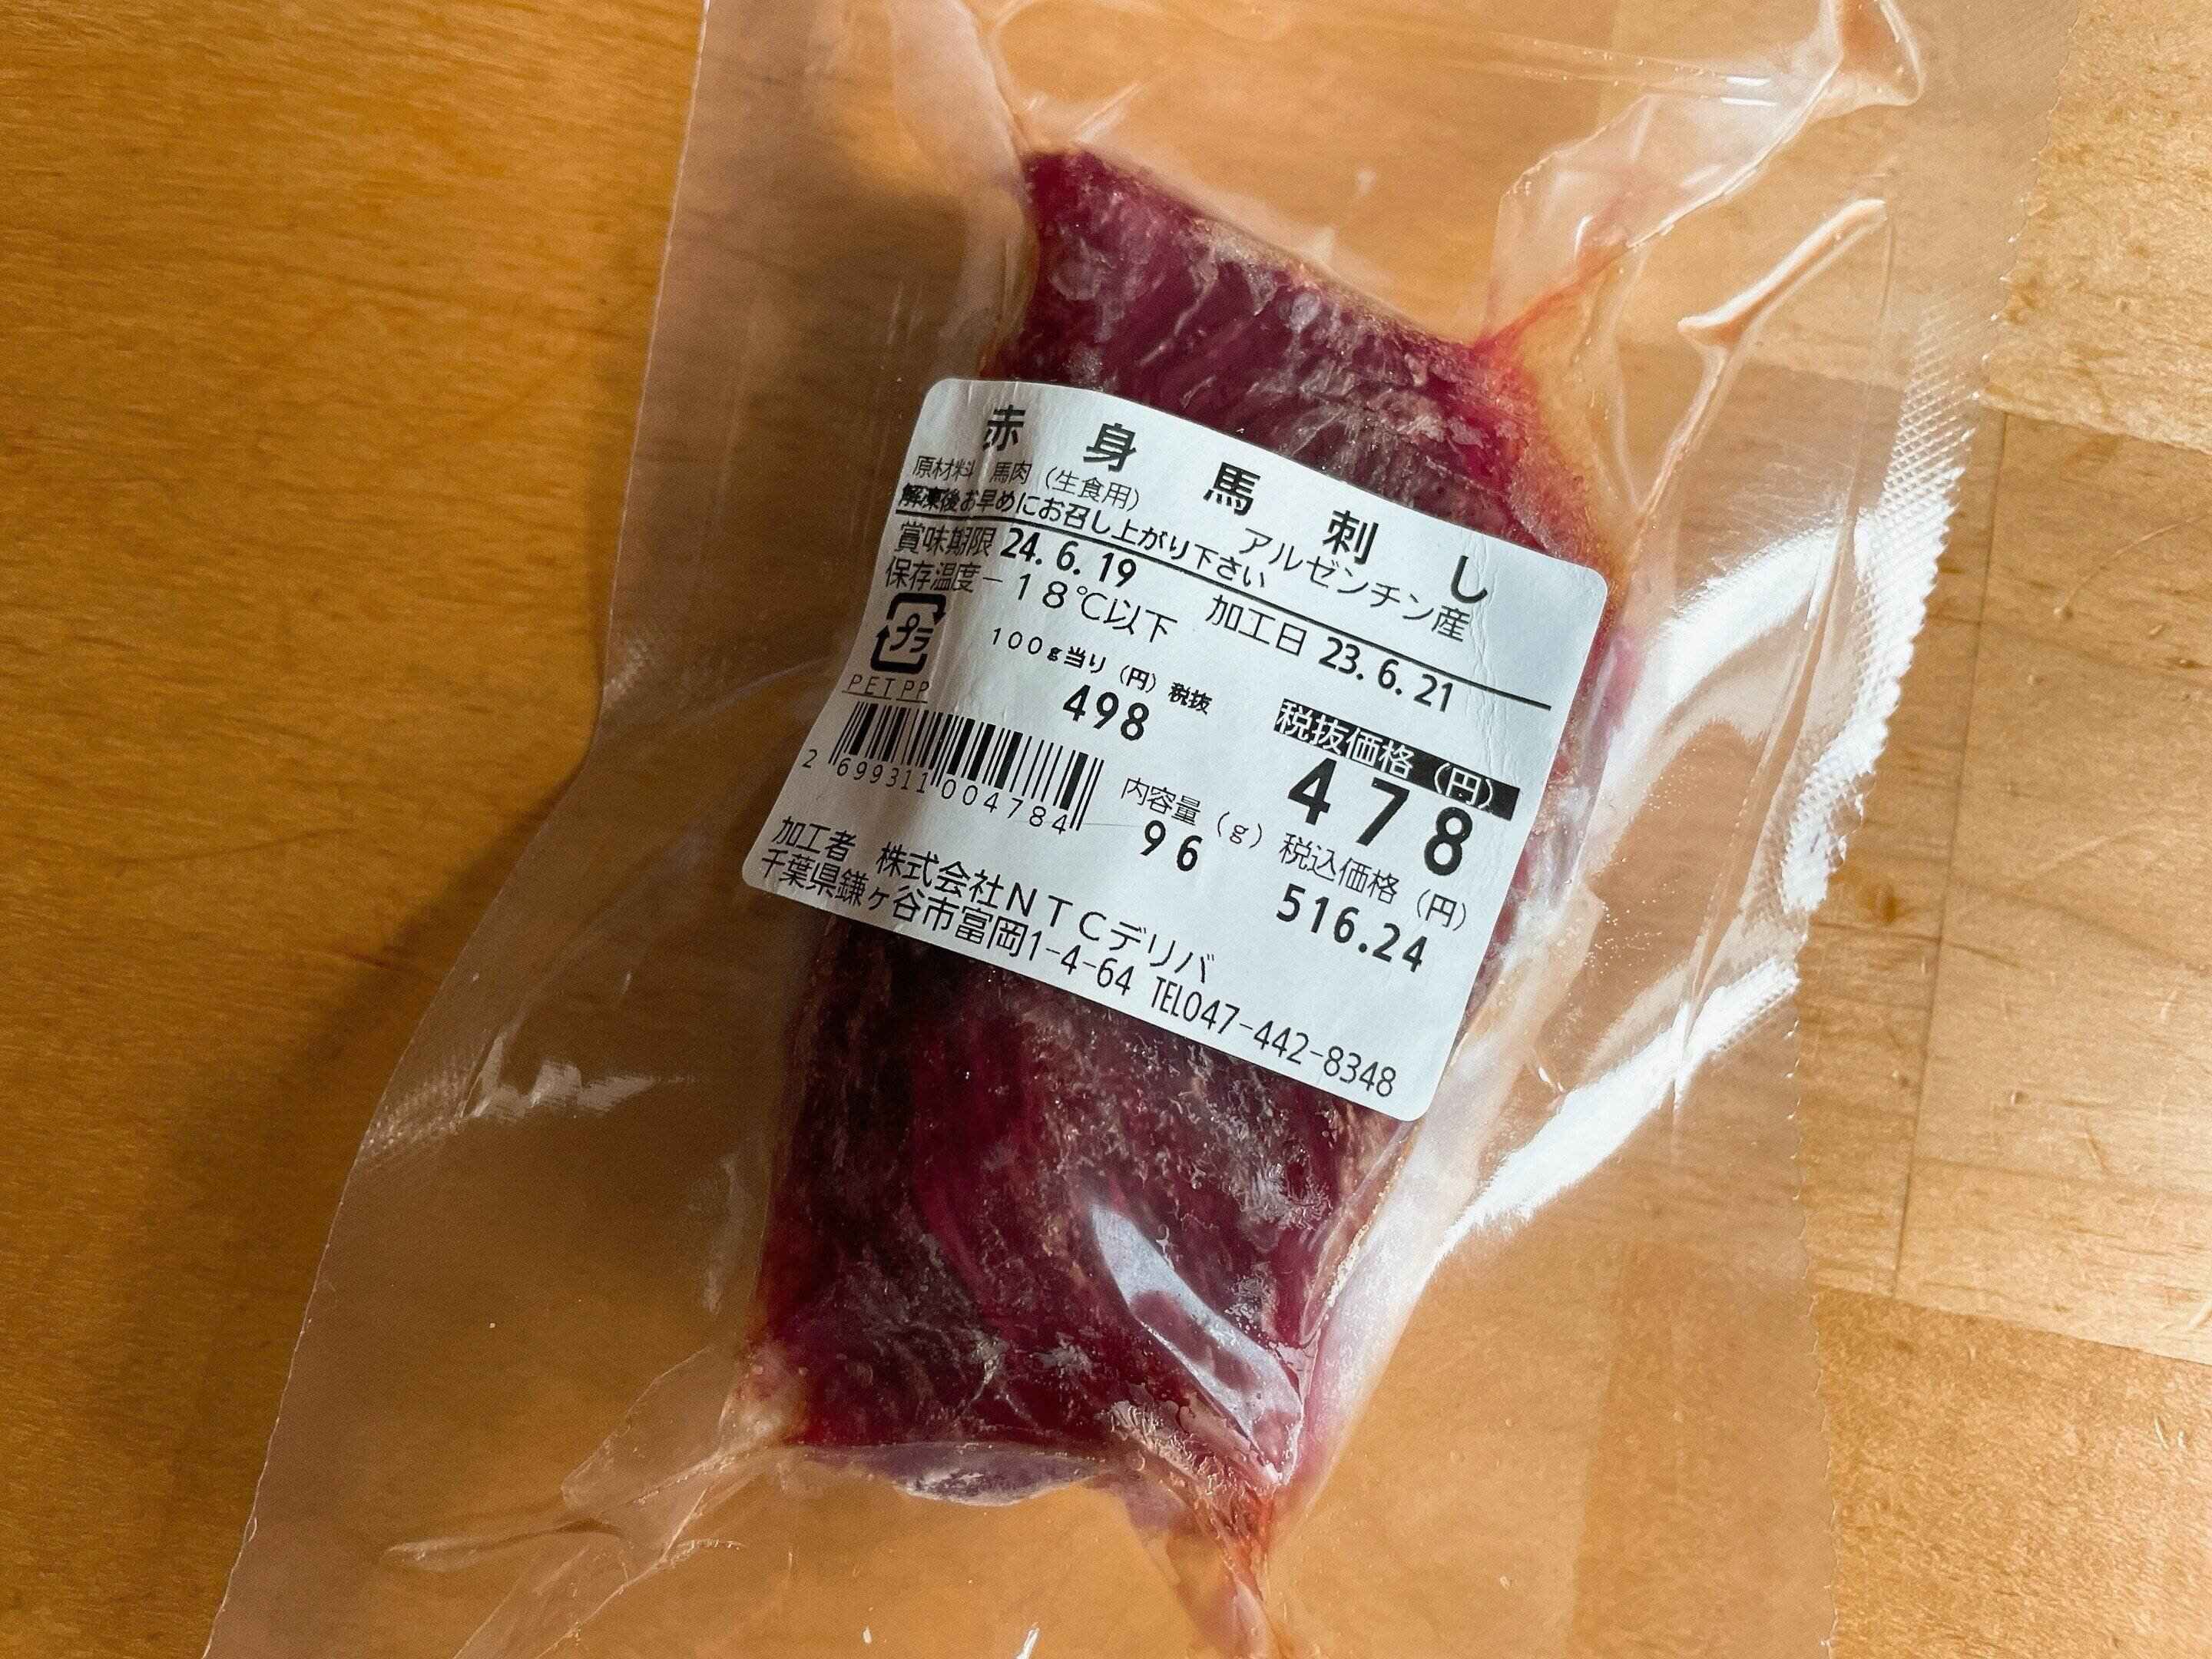 赤身馬刺し
原材料 馬肉(生食用) アルゼンチン産
解凍後お早めにお召し上がり下さい
賞味期限 24.6.19 加工日 23.6.21
保存温度-18℃以下
プラ
PET PP
100g当り(円)税抜
498
税抜価格(円)
478
2 699311 004784
内容量(g)
96
税込価格(円)
516.24
加工者 株式会社NTCデリバ
千葉県鎌ヶ谷市富岡1-4-64 TEL047-442-8348